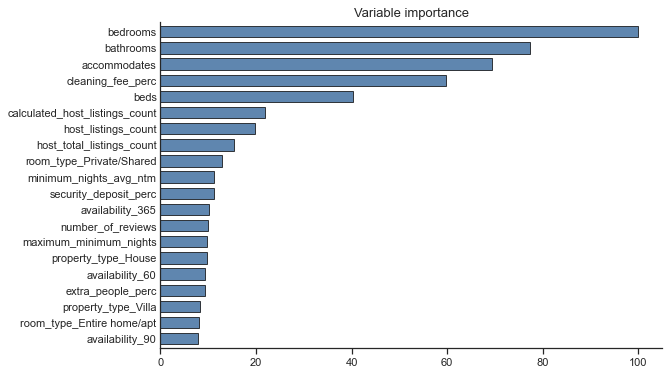 Variable importance
bedrooms
bathrooms
accommodates
cleaning_fee_perc
beds
calculated_host_listings_count
host_listings_count
host_total_listings_count
room_type_Private/Shared
minimum_nights_avg_ntm
security_deposit_perc
availability_365
number_of_reviews
maximum_minimum_nights
property_type_House
availability_60
extra_people_perc
property_type_Villa
room_type_Entire home/apt
availability_90
0 20 40 60 80 100